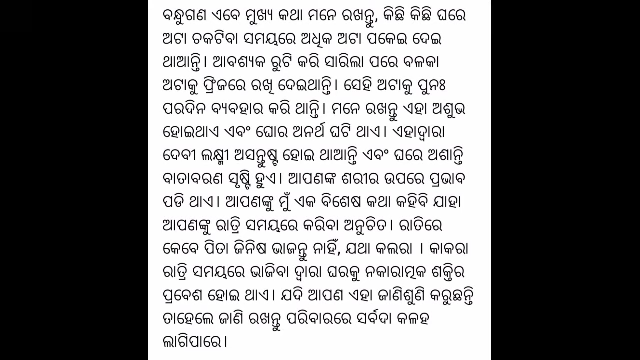 ବନ୍ଧୁଗଣ ଏବେ ମୁଖ୍ୟ କଥା ମନେ ରଖନ୍ତୁ, କିଛି କିଛି ଘରେ
ଅଟା ଚକଟିବା ସମୟରେ ଅଧିକ ଅଟା ପକେଇ ଦେଇ
ଥାଆନ୍ତି। ଆବଶ୍ୟକ ରୁଟି କରି ସାରିଲା ପରେ ବଳକା
ଅଟାକୁ ଫ୍ରିଜରେ ରଖି ଦେଇଥାନ୍ତି। ସେହି ଅଟାକୁ ପୁନଃ
ପରଦିନ ବ୍ୟବହାର କରି ଥାନ୍ତି। ମନେ ରଖନ୍ତୁ ଏହା ଅଶୁଭ
ହୋଇଥାଏ ଏବଂ ଘୋର ଅନର୍ଥ ଘଟି ଥାଏ। ଏହାଦ୍ବାରା
ଦେବୀ ଲକ୍ଷ୍ମୀ ଅସନ୍ତୁଷ୍ଟ ହୋଇ ଥାଆନ୍ତି ଏବଂ ଘରେ ଅଶାନ୍ତି
ବାତାବରଣ ସୃଷ୍ଟି ହୁଏ। ଆପଣଙ୍କ ଶରୀର ଉପରେ ପ୍ରଭାବ
ପଡି ଥାଏ। ଆପଣଙ୍କୁ ମୁଁ ଏକ ବିଶେଷ କଥା କହିବି ଯାହା
ଆପଣଙ୍କୁ ରାତ୍ରି ସମୟରେ କରିବା ଅନୁଚିତ। ରାତିରେ
କେବେ ପିତା ଜିନିଷ ଭାଜନ୍ତୁ ନାହିଁ, ଯଥା କଲରା । କାକରା
ରାତ୍ରି ସମୟରେ ଭାଜିବା ଦ୍ୱାରା ଘରକୁ ନକାରାତ୍ମକ ଶକ୍ତିର
ପ୍ରବେଶ ହୋଇ ଥାଏ। ଯଦି ଆପଣ ଏହା ଜାଣିଶୁଣି କରୁଛନ୍ତି
ତାହେଲେ ଜାଣି ରଖନ୍ତୁ ପରିବାରରେ ସର୍ବଦା କଳହ
ଲାଗିପାରେ।